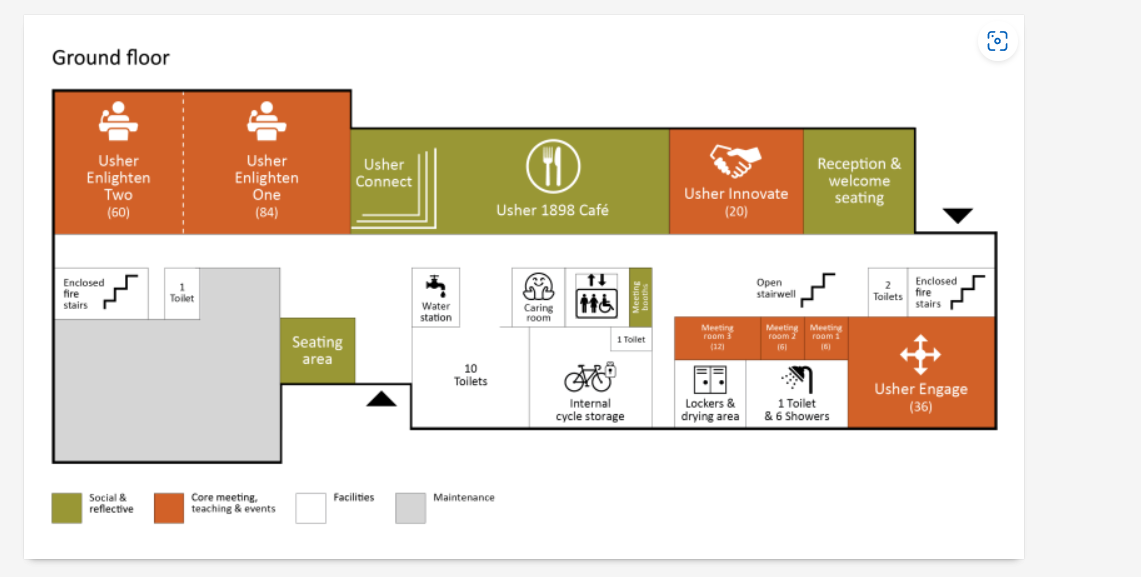 Ground floor
Usher
Enlighten
Two
(60)
Usher
Enlighten
One
(84)
Usher
Connect
Usher 1898 Café
Usher Innovate
(20)
Reception &
welcome
seating
Enclosed
fire
stairs
1
Toilet
Water
station
Caring
room
Meeting
booths
Open
stairwell
2
Toilets
Enclosed
fire
stairs
Seating
area
10
Toilets
1 Toilet
Internal
cycle storage
Meeting
room 3
(12)
Meeting
room 2
(6)
Meeting
room 1
(8)
Lockers &
drying area
1 Toilet
& 6 Showers
Usher Engage
(36)
Social &
reflective
Core meeting,
teaching & events
Facilities
Maintenance